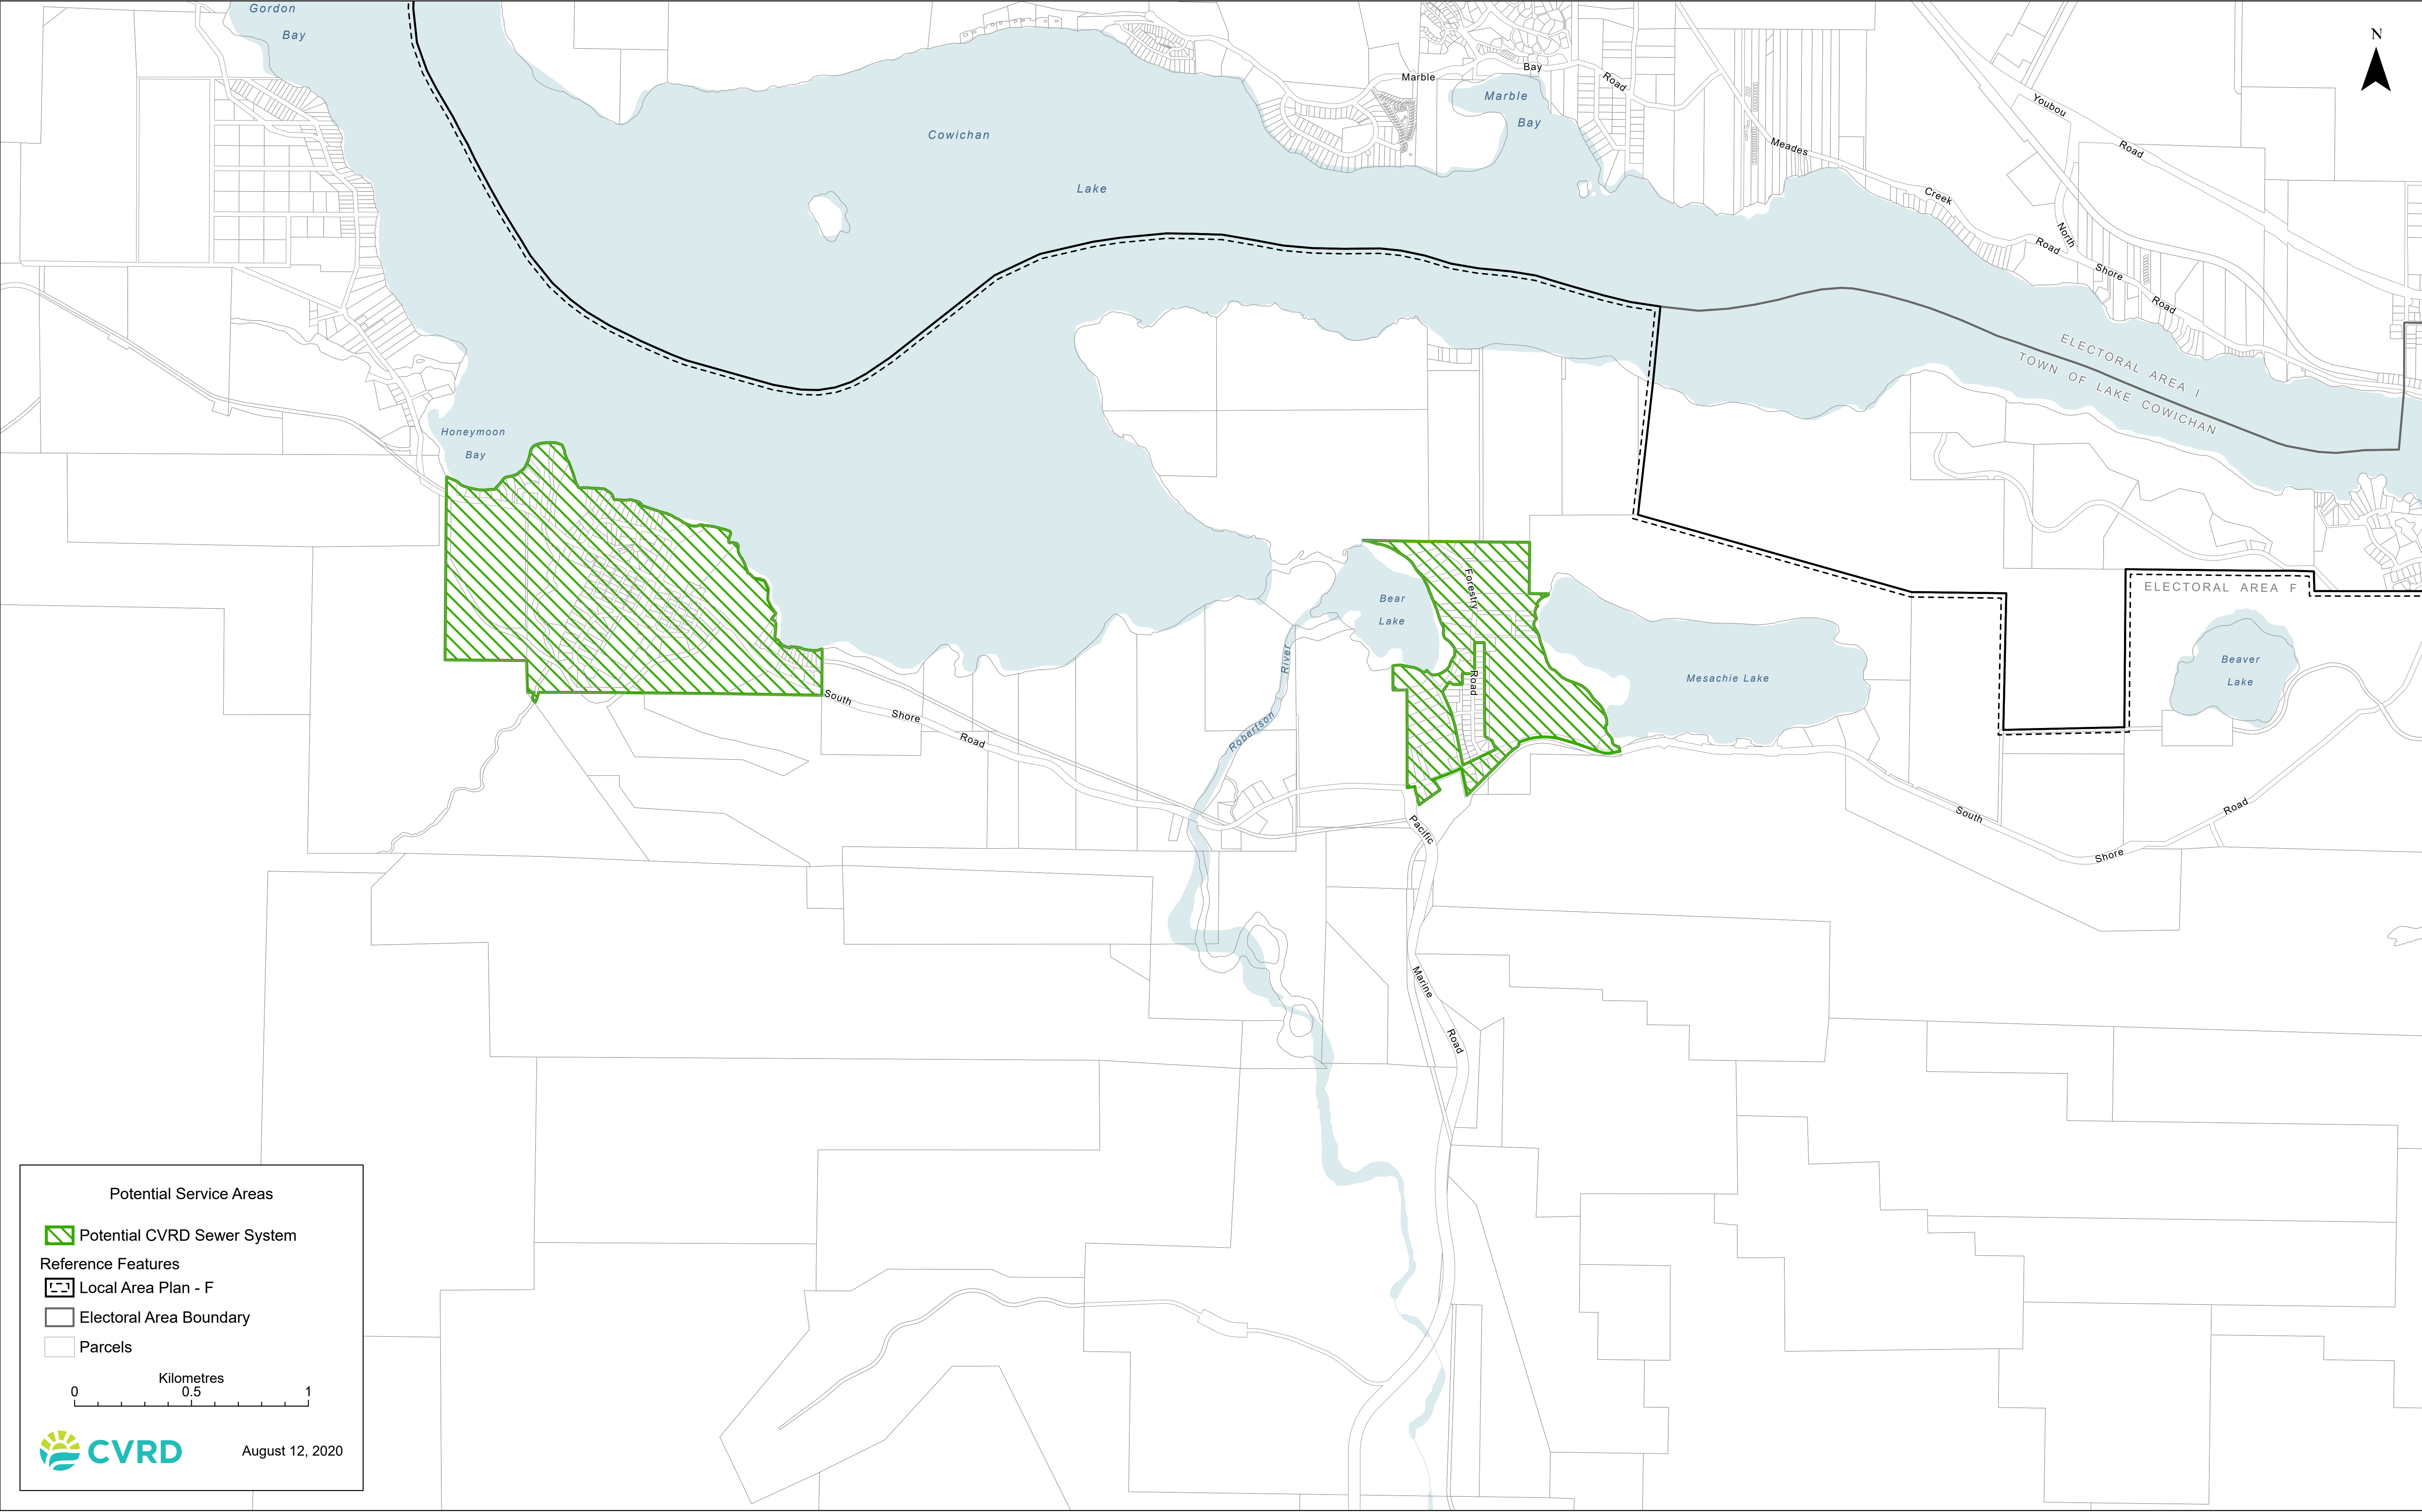 Gordon
Bay
N
Marble
Bay
Road
Marble
Bay
Youbou
Road
Cowichan
Lake
Meades
Creek
Road
North
Shore
Road
ELECTORAL AREA I
TOWN OF LAKE COWICHAN
Honeymoon
Bay
Forestry
Road
Bear
Lake
ELECTORAL AREA F
Beaver
Lake
Mesachie Lake
River
Robertson
South
Shore
Road
South
Shore
Road
Pacific
Marine
Road
Potential Service Areas
Potential CVRD Sewer System
Reference Features
Local Area Plan - F
Electoral Area Boundary
Parcels
Kilometres
0 0.5 1
CVRD
August 12, 2020